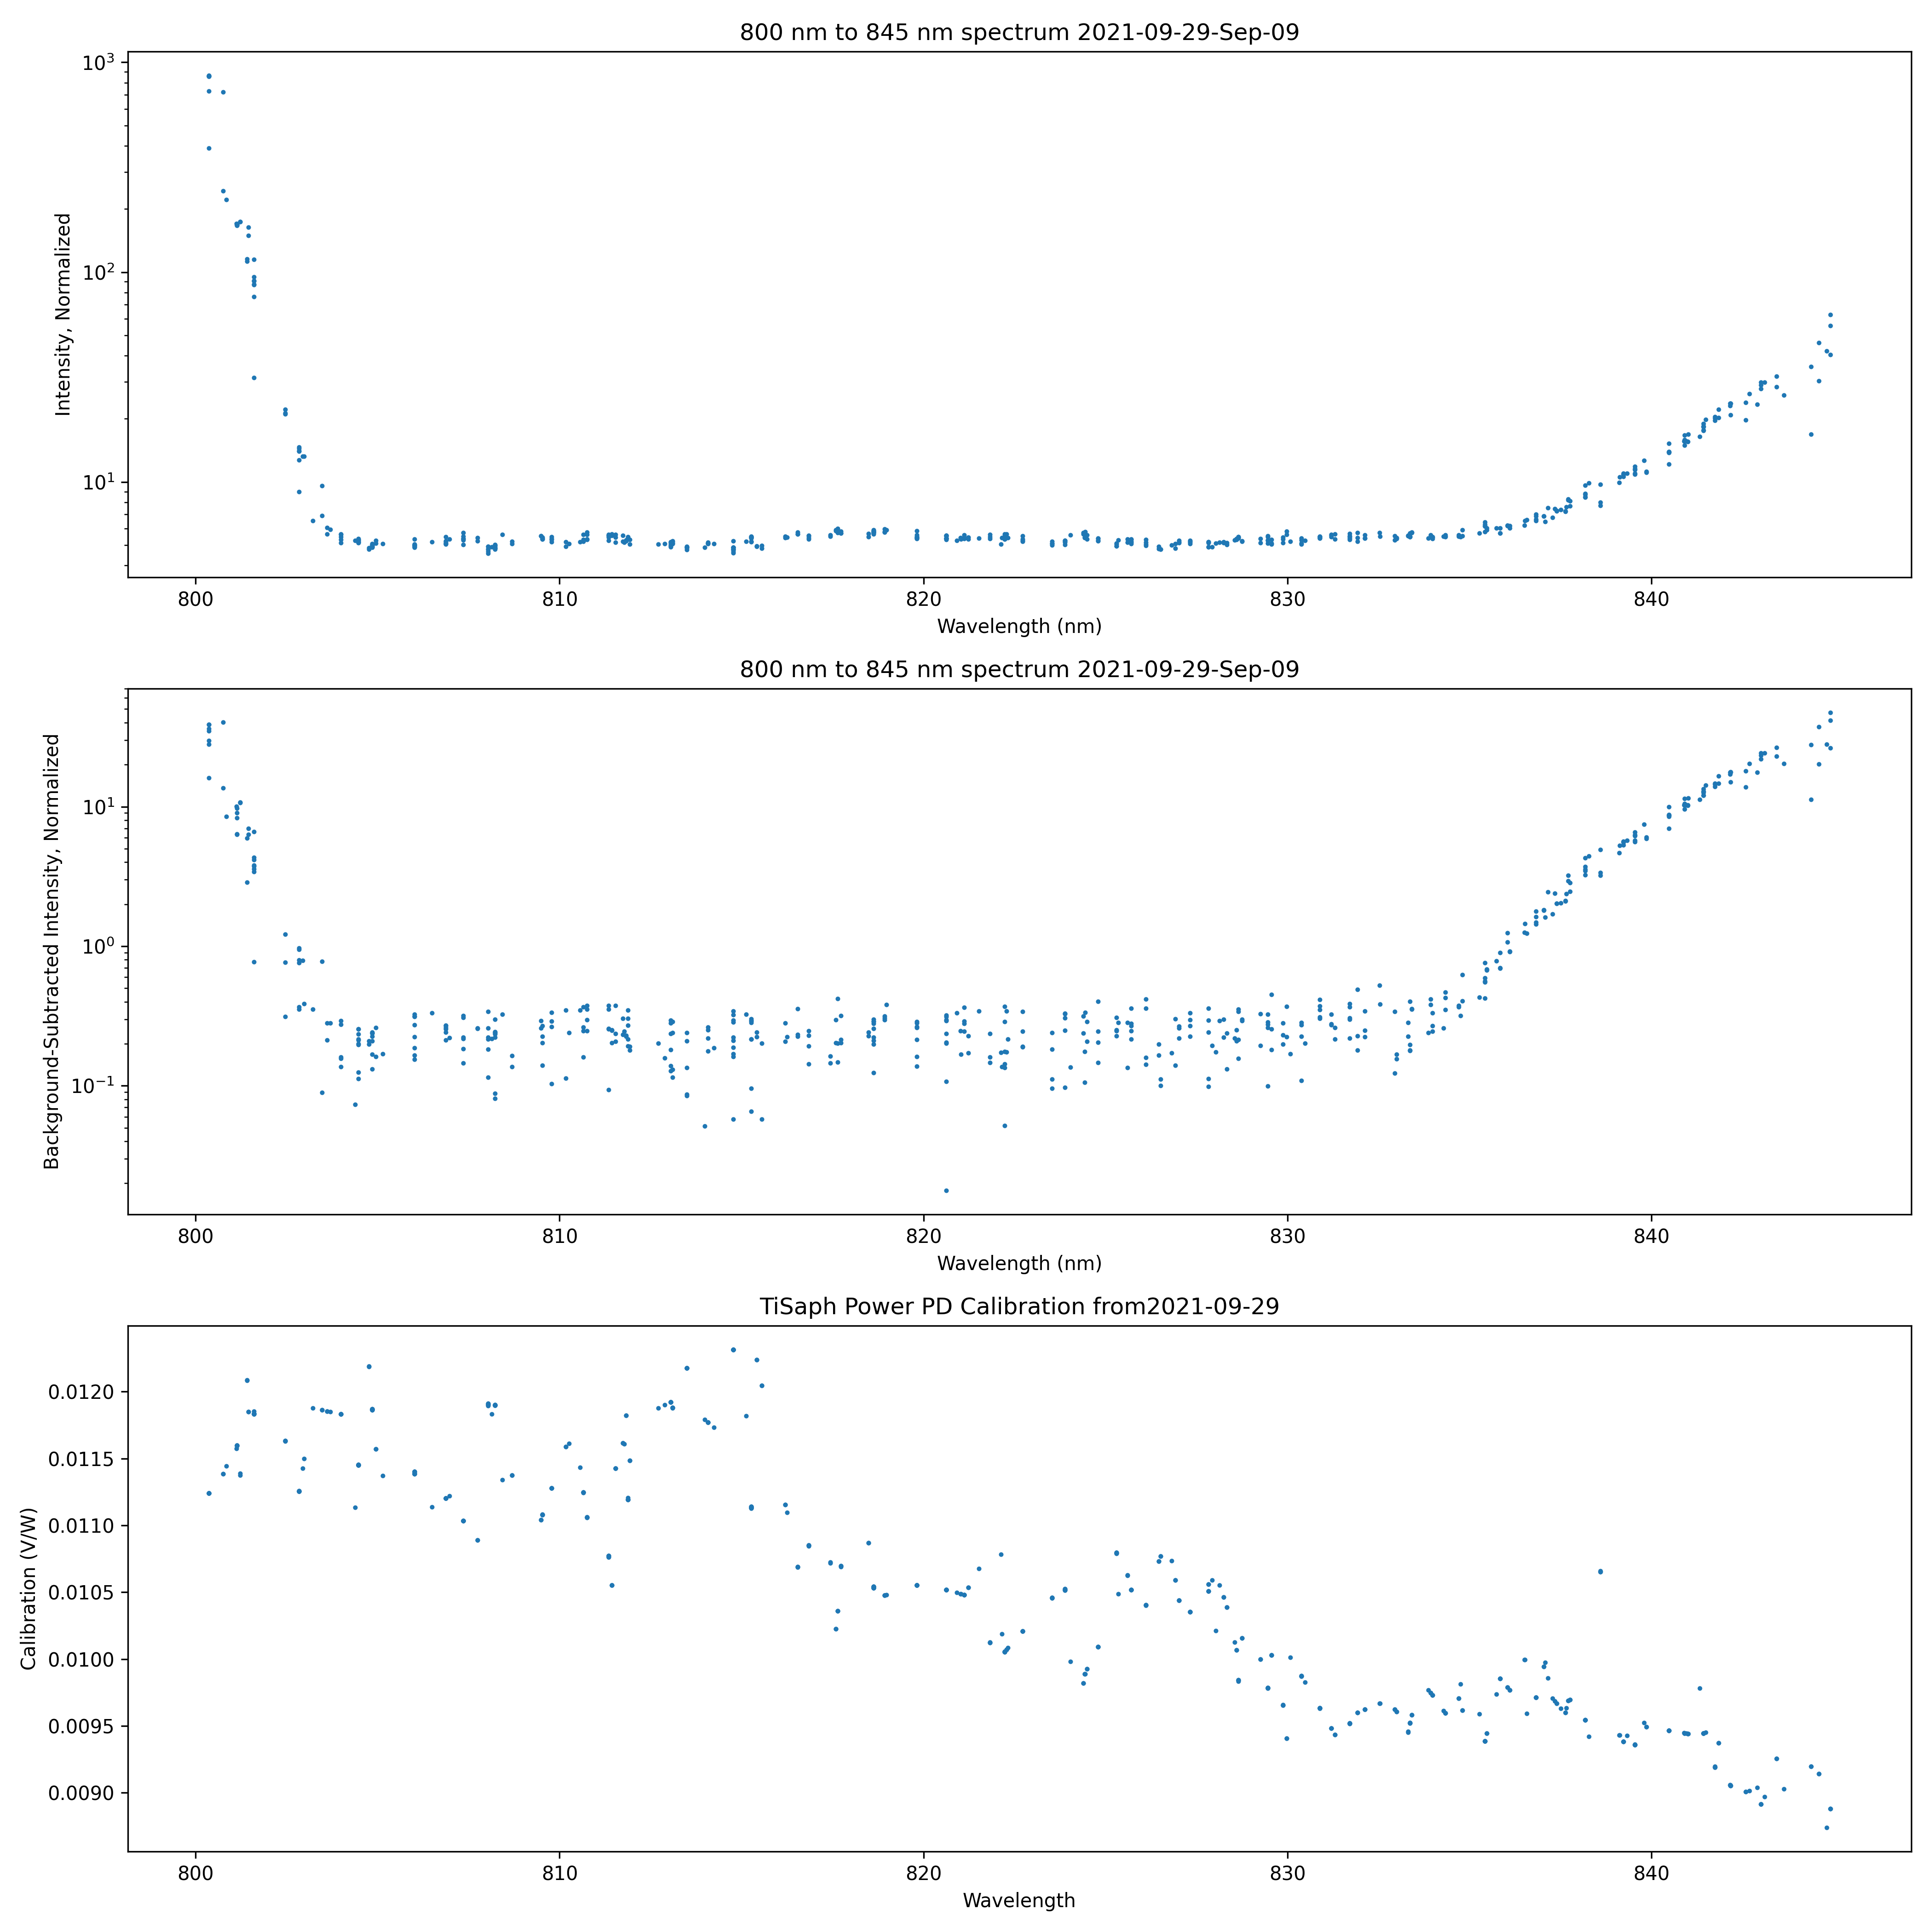 800 nm to 845 nm spectrum 2021-09-29-Sep-09
Intensity, Normalized
10³
10²
10¹
800 810 820 830 840
Wavelength (nm)
800 nm to 845 nm spectrum 2021-09-29-Sep-09
Background-Subtracted Intensity, Normalized
10¹
10⁰
10⁻¹
800 810 820 830 840
Wavelength (nm)
TiSaph Power PD Calibration from2021-09-29
Calibration (V/W)
0.0120
0.0115
0.0110
0.0105
0.0100
0.0095
0.0090
800 810 820 830 840
Wavelength